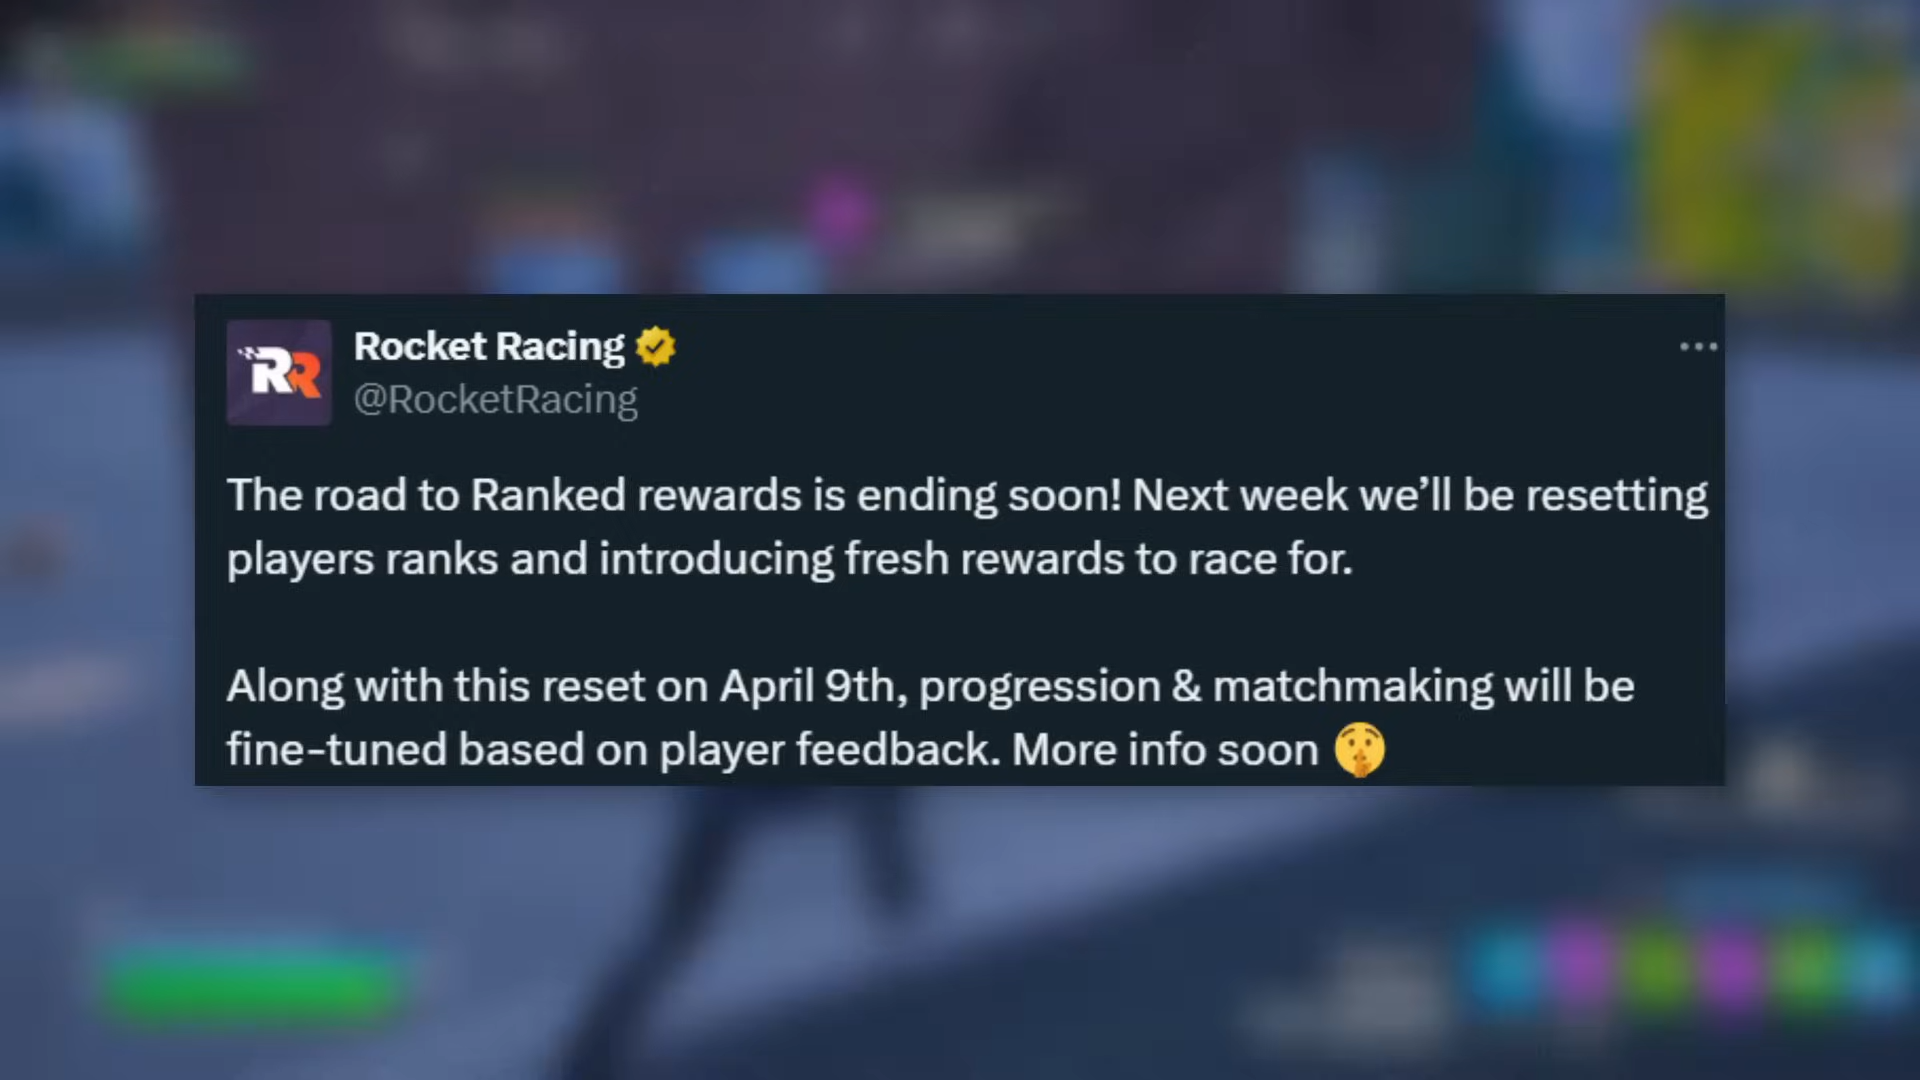 RR
Rocket Racing
@RocketRacing
The road to Ranked rewards is ending soon! Next week we’ll be resetting
players ranks and introducing fresh rewards to race for.
Along with this reset on April 9th, progression & matchmaking will be
fine-tuned based on player feedback. More info soon 🤫